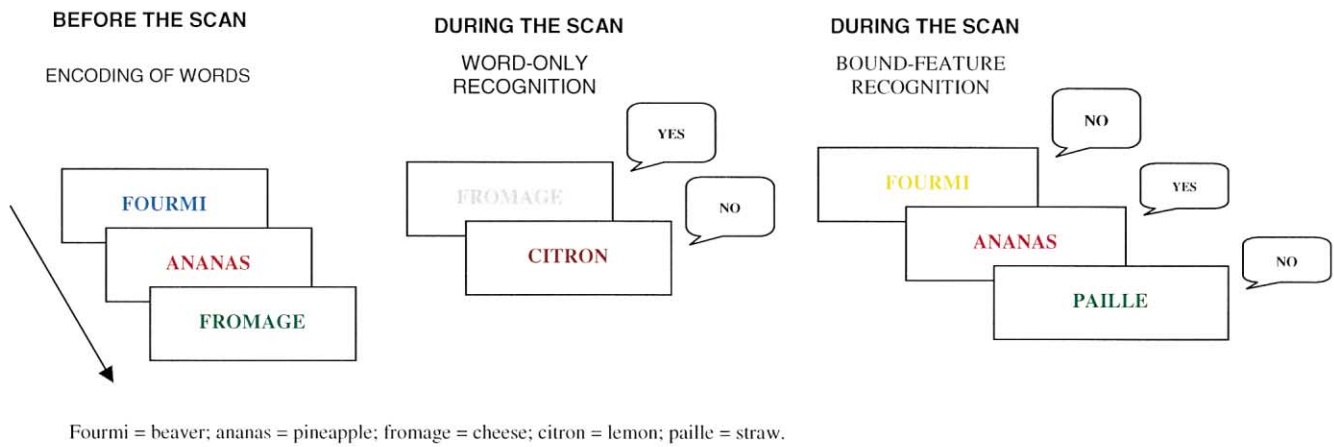 BEFORE THE SCAN
ENCODING OF WORDS
FOURMI
ANANAS
FROMAGE
DURING THE SCAN
WORD-ONLY
RECOGNITION
YES
FROMAGE
NO
CITRON
DURING THE SCAN
BOUND-FEATURE
RECOGNITION
NO
FOURMI
YES
ANANAS
NO
PAILLE
Fourmi = beaver; ananas = pineapple; fromage = cheese; citron = lemon; paille = straw.